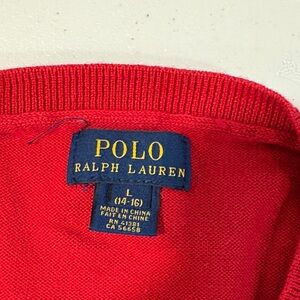 POLO
RALPH LAUREN
L
(14-16)
MADE IN CHINA
FAIT EN CHINE
RN 41381
CA 56658